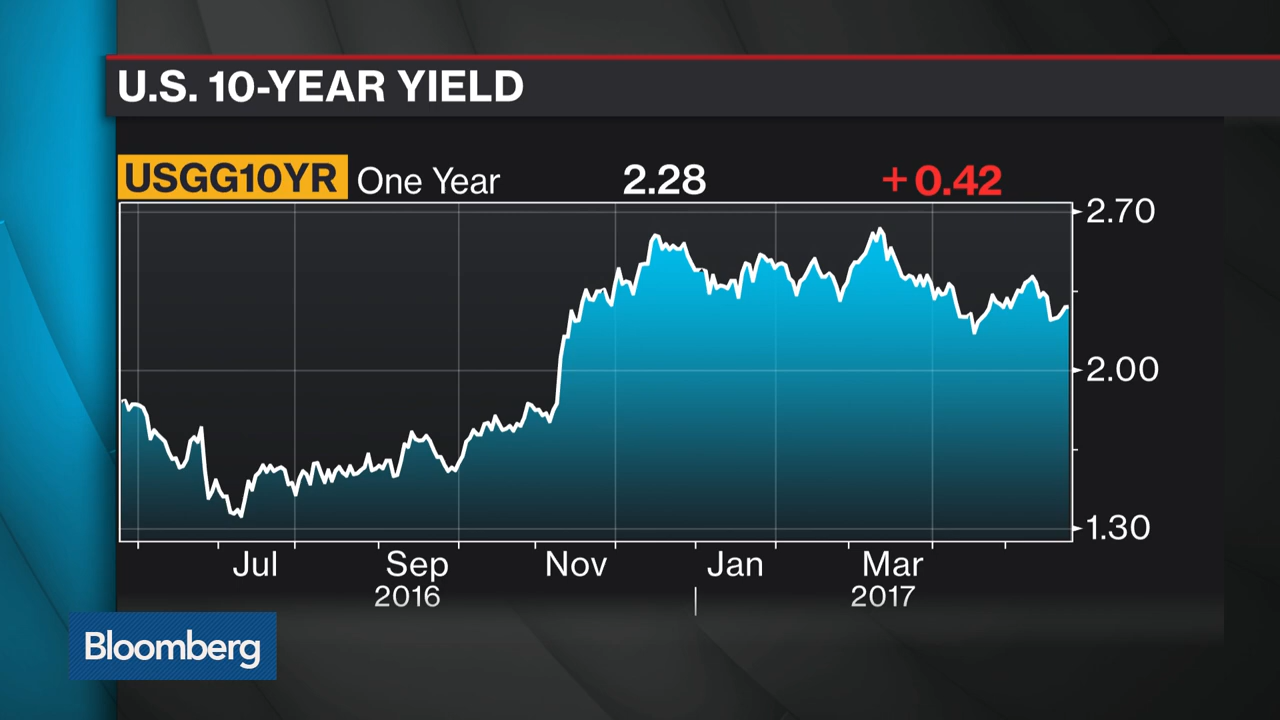 U.S. 10-YEAR YIELD
USGG10YR One Year 2.28 +0.42
2.70
2.00
1.30
Jul Sep Nov Jan Mar
2016 2017
Bloomberg